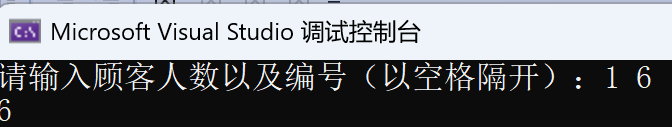 Microsoft Visual Studio 调试控制台
请输入顾客人数以及编号（以空格隔开）：1 6
6